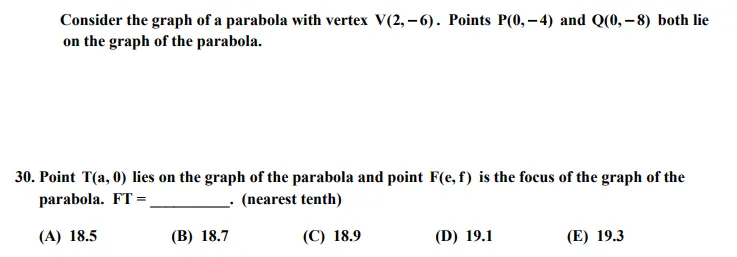 Consider the graph of a parabola with vertex V(2, −6). Points P(0, −4) and Q(0, −8) both lie
on the graph of the parabola.
30. Point T(a, 0) lies on the graph of the parabola and point F(e, f) is the focus of the graph of the
parabola. FT = __________. (nearest tenth)
(A) 18.5 (B) 18.7 (C) 18.9 (D) 19.1 (E) 19.3